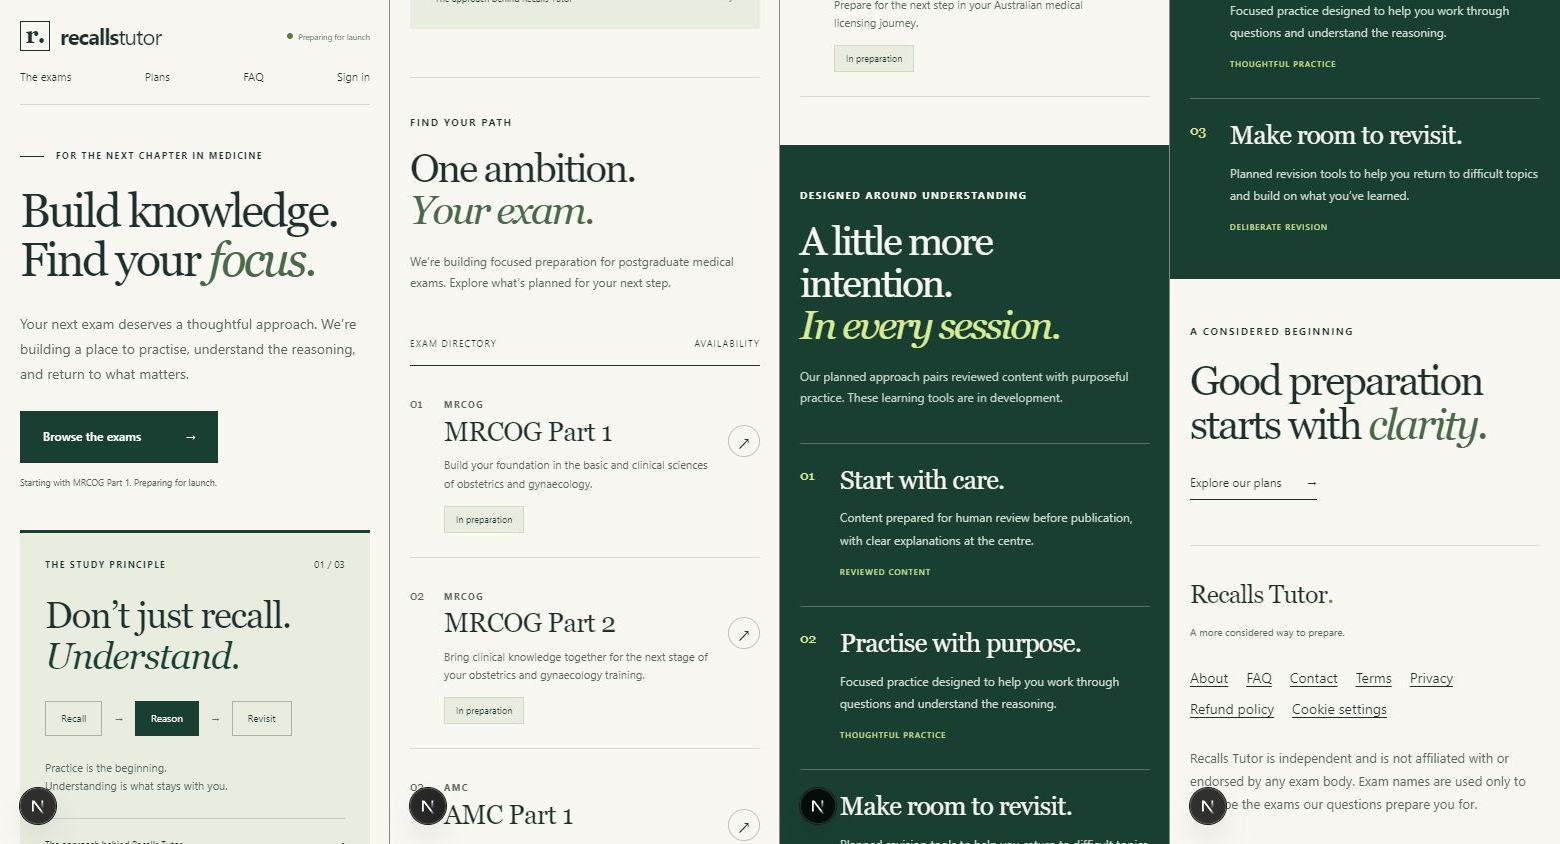 r. recallstutor
Preparing for launch
The exams Plans FAQ Sign in
FOR THE NEXT CHAPTER IN MEDICINE
Build knowledge.
Find your focus.
Your next exam deserves a thoughtful approach. We’re
building a place to practise, understand the reasoning,
and return to what matters.
Browse the exams →
Starting with MRCOG Part 1. Preparing for launch.
THE STUDY PRINCIPLE 01 / 03
Don’t just recall.
Understand.
Recall → Reason → Revisit
Practice is the beginning.
Understanding is what stays with you.
N
FIND YOUR PATH
One ambition.
Your exam.
We’re building focused preparation for postgraduate medical
exams. Explore what’s planned for your next step.
EXAM DIRECTORY AVAILABILITY
01 MRCOG
MRCOG Part 1
↗
Build your foundation in the basic and clinical sciences
of obstetrics and gynaecology.
In preparation
02 MRCOG
MRCOG Part 2
↗
Bring clinical knowledge together for the next stage of
your obstetrics and gynaecology training.
In preparation
AMC
AMC Part 1
↗
N
Prepare for the next step in your Australian medical
licensing journey.
In preparation
DESIGNED AROUND UNDERSTANDING
A little more
intention.
In every session.
Our planned approach pairs reviewed content with purposeful
practice. These learning tools are in development.
01 Start with care.
Content prepared for human review before publication,
with clear explanations at the centre.
REVIEWED CONTENT
02 Practise with purpose.
Focused practice designed to help you work through
questions and understand the reasoning.
THOUGHTFUL PRACTICE
N
Make room to revisit.
Focused practice designed to help you work through
questions and understand the reasoning.
THOUGHTFUL PRACTICE
03 Make room to revisit.
Planned revision tools to help you return to difficult topics
and build on what you’ve learned.
DELIBERATE REVISION
A CONSIDERED BEGINNING
Good preparation
starts with clarity.
Explore our plans →
Recalls Tutor.
A more considered way to prepare.
About FAQ Contact Terms Privacy
Refund policy Cookie settings
Recalls Tutor is independent and is not affiliated with or
endorsed by any exam body. Exam names are used only to
the exams our questions prepare you for.
N